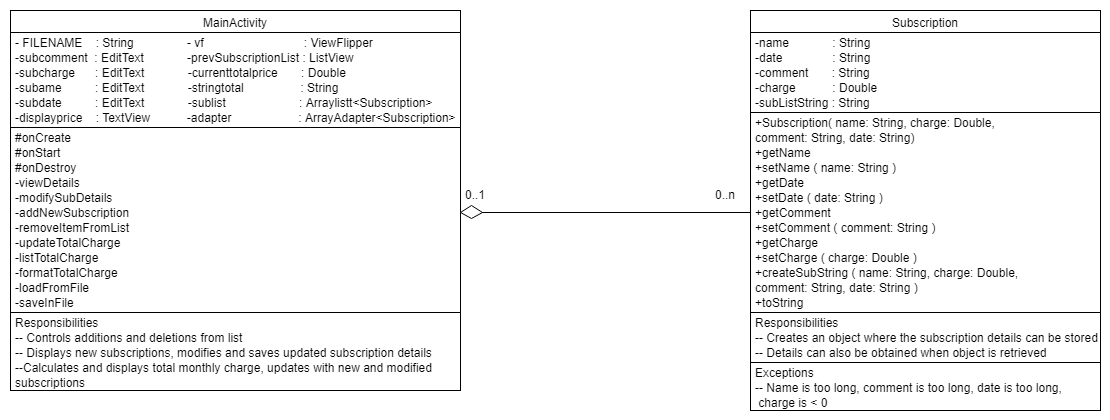 MainActivity
- FILENAME : String - vf : ViewFlipper
-subcomment : EditText -prevSubscriptionList : ListView
-subcharge : EditText -currenttotalprice : Double
-subame : EditText -stringtotal : String
-subdate : EditText -sublist : Arraylistt<Subscription>
-displayprice : TextView -adapter : ArrayAdapter<Subscription>
#onCreate
#onStart
#onDestroy
-viewDetails
-modifySubDetails
-addNewSubscription
-removeItemFromList
-updateTotalCharge
-listTotalCharge
-formatTotalCharge
-loadFromFile
-saveInFile
Responsibilities
-- Controls additions and deletions from list
-- Displays new subscriptions, modifies and saves updated subscription details
--Calculates and displays total monthly charge, updates with new and modified
subscriptions
0..1
0..n
Subscription
-name : String
-date : String
-comment : String
-charge : Double
-subListString : String
+Subscription( name: String, charge: Double,
comment: String, date: String)
+getName
+setName ( name: String )
+getDate
+setDate ( date: String )
+getComment
+setComment ( comment: String )
+getCharge
+setCharge ( charge: Double )
+createSubString ( name: String, charge: Double,
comment: String, date: String )
+toString
Responsibilities
-- Creates an object where the subscription details can be stored
-- Details can also be obtained when object is retrieved
Exceptions
-- Name is too long, comment is too long, date is too long,
charge is < 0